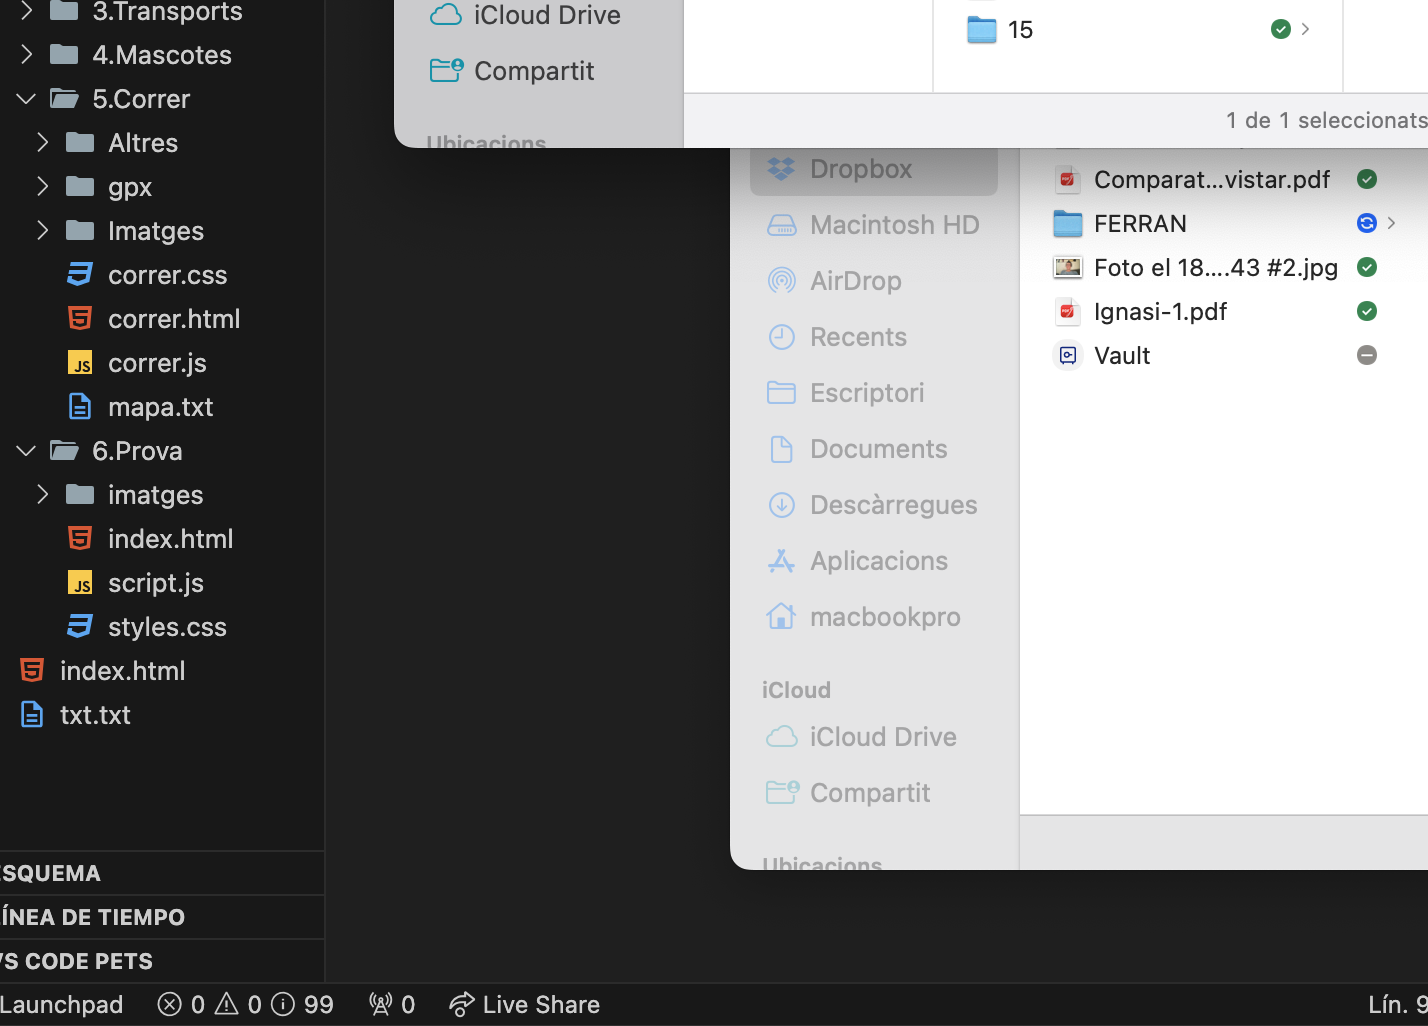 3.Transports
4.Mascotes
5.Correr
Altres
gpx
Imatges
correr.css
correr.html
JS correr.js
mapa.txt
6.Prova
imatges
index.html
JS script.js
styles.css
index.html
txt.txt
ESQUEMA
LÍNEA DE TIEMPO
VS CODE PETS
Launchpad 0 0 99 0 Live Share
Lín. 9
iCloud Drive
Compartit
Ubicacions
15
1 de 1 seleccionats
Dropbox
Macintosh HD
AirDrop
Recents
Escriptori
Documents
Descàrregues
Aplicacions
macbookpro
iCloud
iCloud Drive
Compartit
Ubicacions
Comparat...vistar.pdf
FERRAN
Foto el 18....43 #2.jpg
Ignasi-1.pdf
Vault